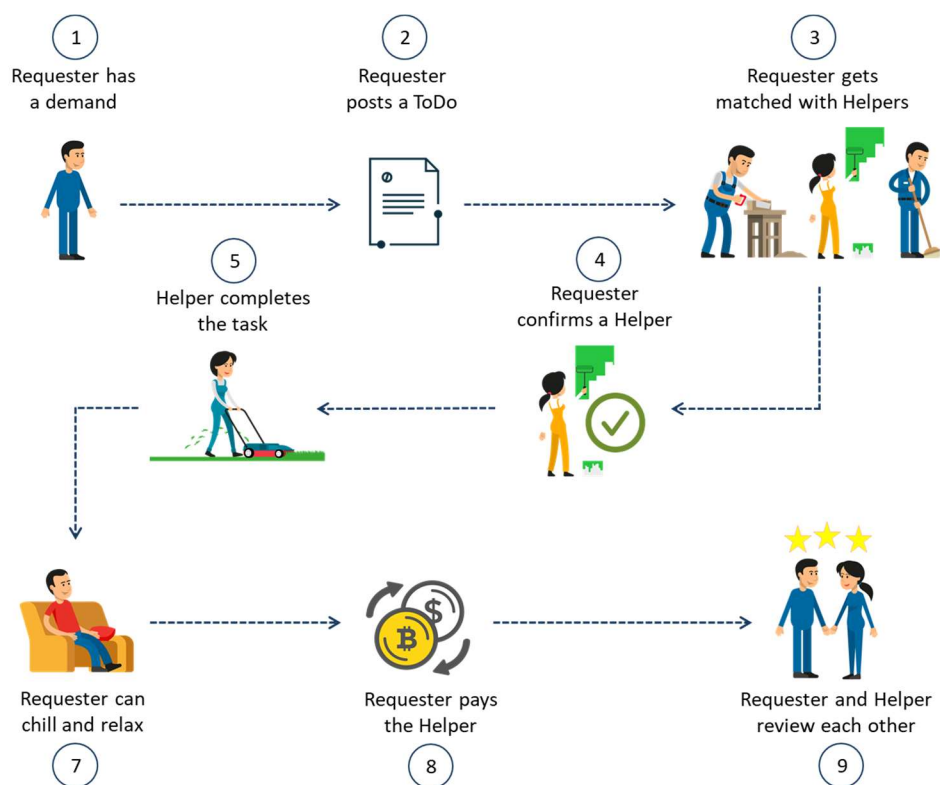 1
Requester has
a demand
2
Requester
posts a ToDo
3
Requester gets
matched with Helpers
4
Requester
confirms a Helper
5
Helper completes
the task
$
B
Requester can
chill and relax
7
Requester pays
the Helper
8
Requester and Helper
review each other
9